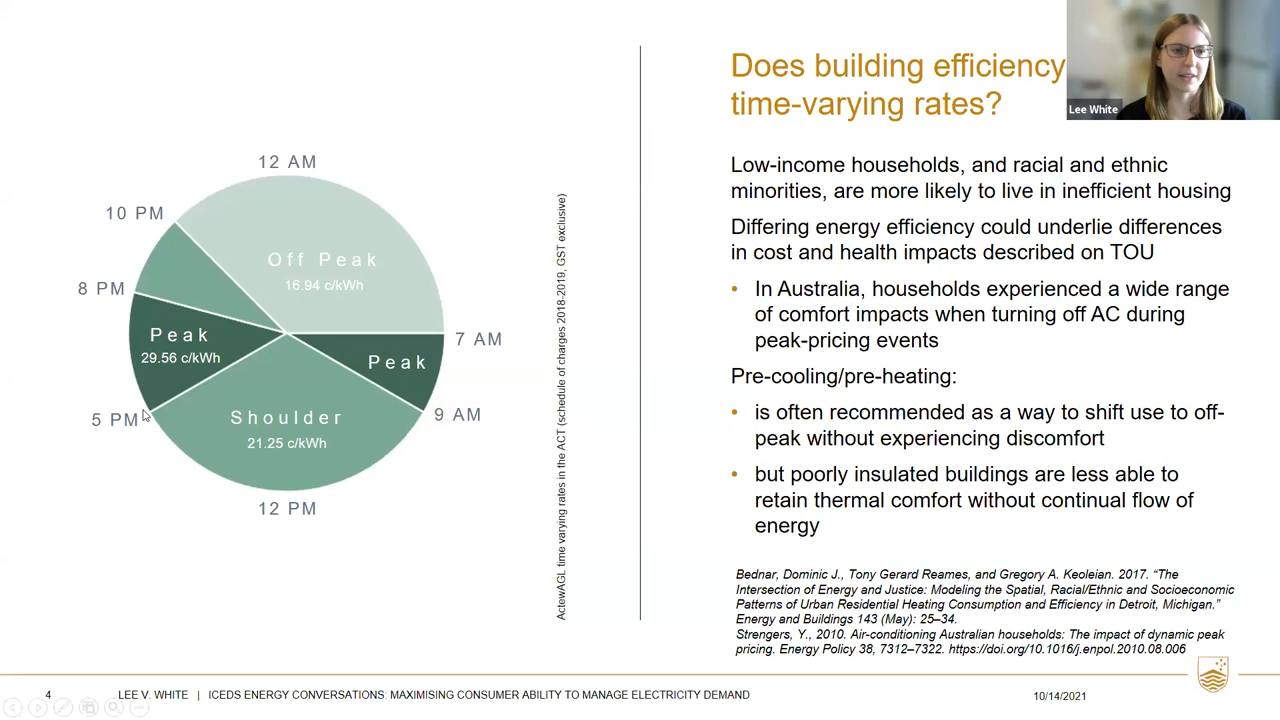 Does building efficiency
time-varying rates?
Lee White
12 AM
10 PM
Off Peak
16.94 c/kWh
8 PM
Peak
29.56 c/kWh
7 AM
Peak
5 PM
9 AM
Shoulder
21.25 c/kWh
12 PM
ActewAGL time varying rates in the ACT (schedule of charges 2018-2019, GST exclusive)
Low-income households, and racial and ethnic
minorities, are more likely to live in inefficient housing
Differing energy efficiency could underlie differences
in cost and health impacts described on TOU
• In Australia, households experienced a wide range
of comfort impacts when turning off AC during
peak-pricing events
Pre-cooling/pre-heating:
• is often recommended as a way to shift use to off-
peak without experiencing discomfort
• but poorly insulated buildings are less able to
retain thermal comfort without continual flow of
energy
Bednar, Dominic J., Tony Gerard Reames, and Gregory A. Keoleian. 2017. “The
Intersection of Energy and Justice: Modeling the Spatial, Racial/Ethnic and Socioeconomic
Patterns of Urban Residential Heating Consumption and Efficiency in Detroit, Michigan.”
Energy and Buildings 143 (May): 25–34.
Strengers, Y., 2010. Air-conditioning Australian households: The impact of dynamic peak
pricing. Energy Policy 38, 7312–7322. https://doi.org/10.1016/j.enpol.2010.08.006
4
LEE V. WHITE | ICEDS ENERGY CONVERSATIONS: MAXIMISING CONSUMER ABILITY TO MANAGE ELECTRICITY DEMAND
10/14/2021